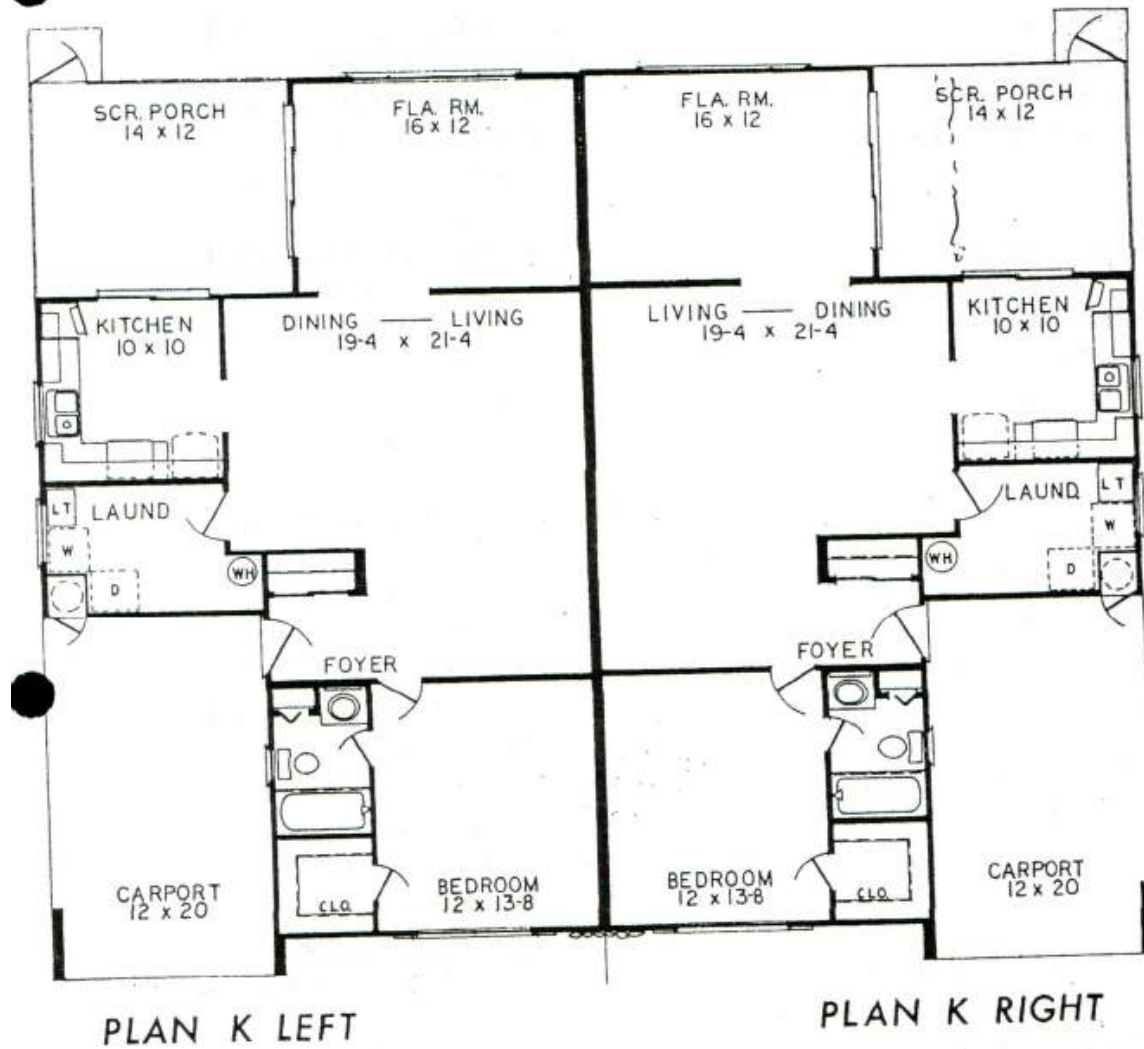 SCR. PORCH
14 x 12
FLA. RM.
16 x 12
FLA. RM.
16 x 12
SCR. PORCH
14 x 12
KITCHEN
10 x 10
DINING — LIVING
19-4 x 21-4
LIVING — DINING
19-4 x 21-4
KITCHEN
10 x 10
LT
LAUND
W
D
WH
LAUND
LT
W
D
WH
FOYER
FOYER
CARPORT
12 x 20
CLO.
BEDROOM
12 x 13-8
BEDROOM
12 x 13-8
CLO.
CARPORT
12 x 20
PLAN K LEFT
PLAN K RIGHT